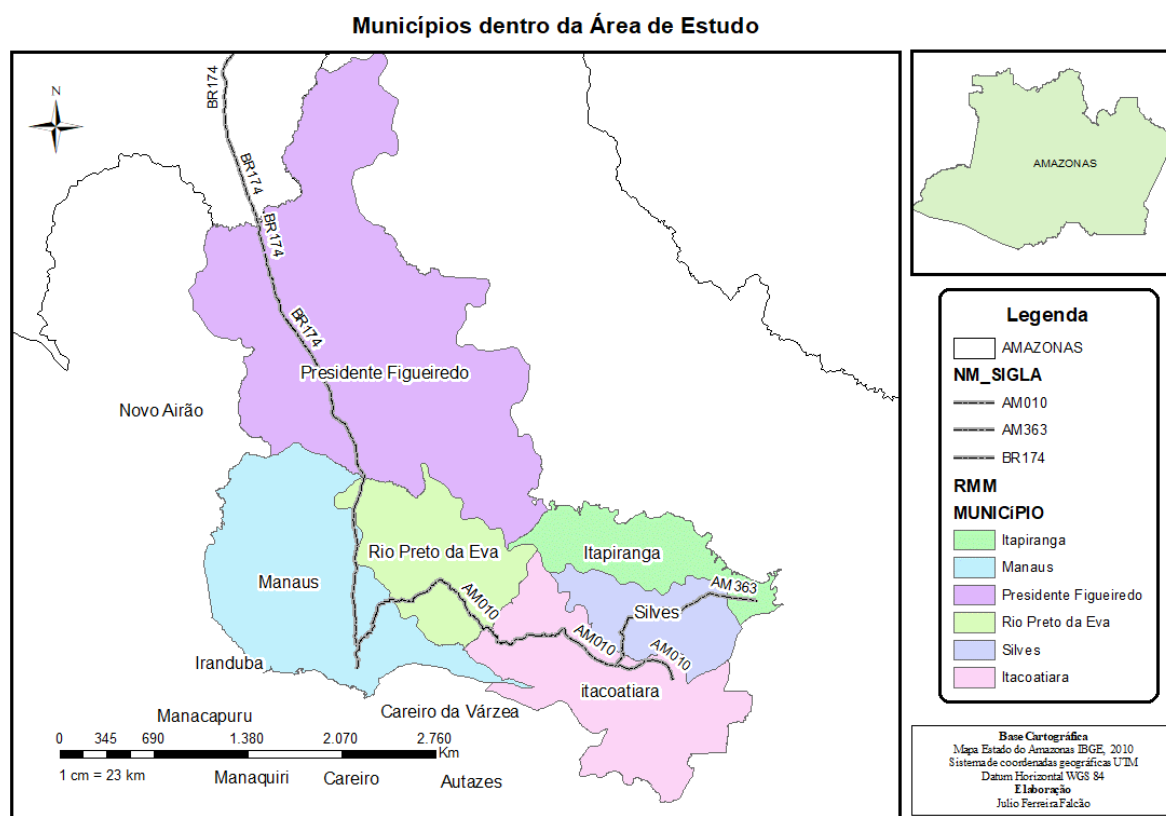 Municípios dentro da Área de Estudo
N
BR174
BR174
BR174
BR174
Presidente Figueiredo
Novo Airão
Rio Preto da Eva
Itapiranga
Manaus
AM010
AM363
Silves
AM010
AM010
Iranduba
itacoatiara
Manacapuru
Careiro da Várzea
0 345 690 1.380 2.070 2.760
Km
1 cm = 23 km
Manaquiri
Careiro
Autazes
AMAZONAS
Legenda
AMAZONAS
NM_SIGLA
AM010
AM363
BR174
RMM
MUNICíPIO
Itapiranga
Manaus
Presidente Figueiredo
Rio Preto da Eva
Silves
Itacoatiara
Base Cartográfica
Mapa Estado do Amazonas IBGE, 2010
Sistema de coordenadas geográficas UTM
Datum Horizontal WGS 84
Elaboração
Julio Ferreira Falcão